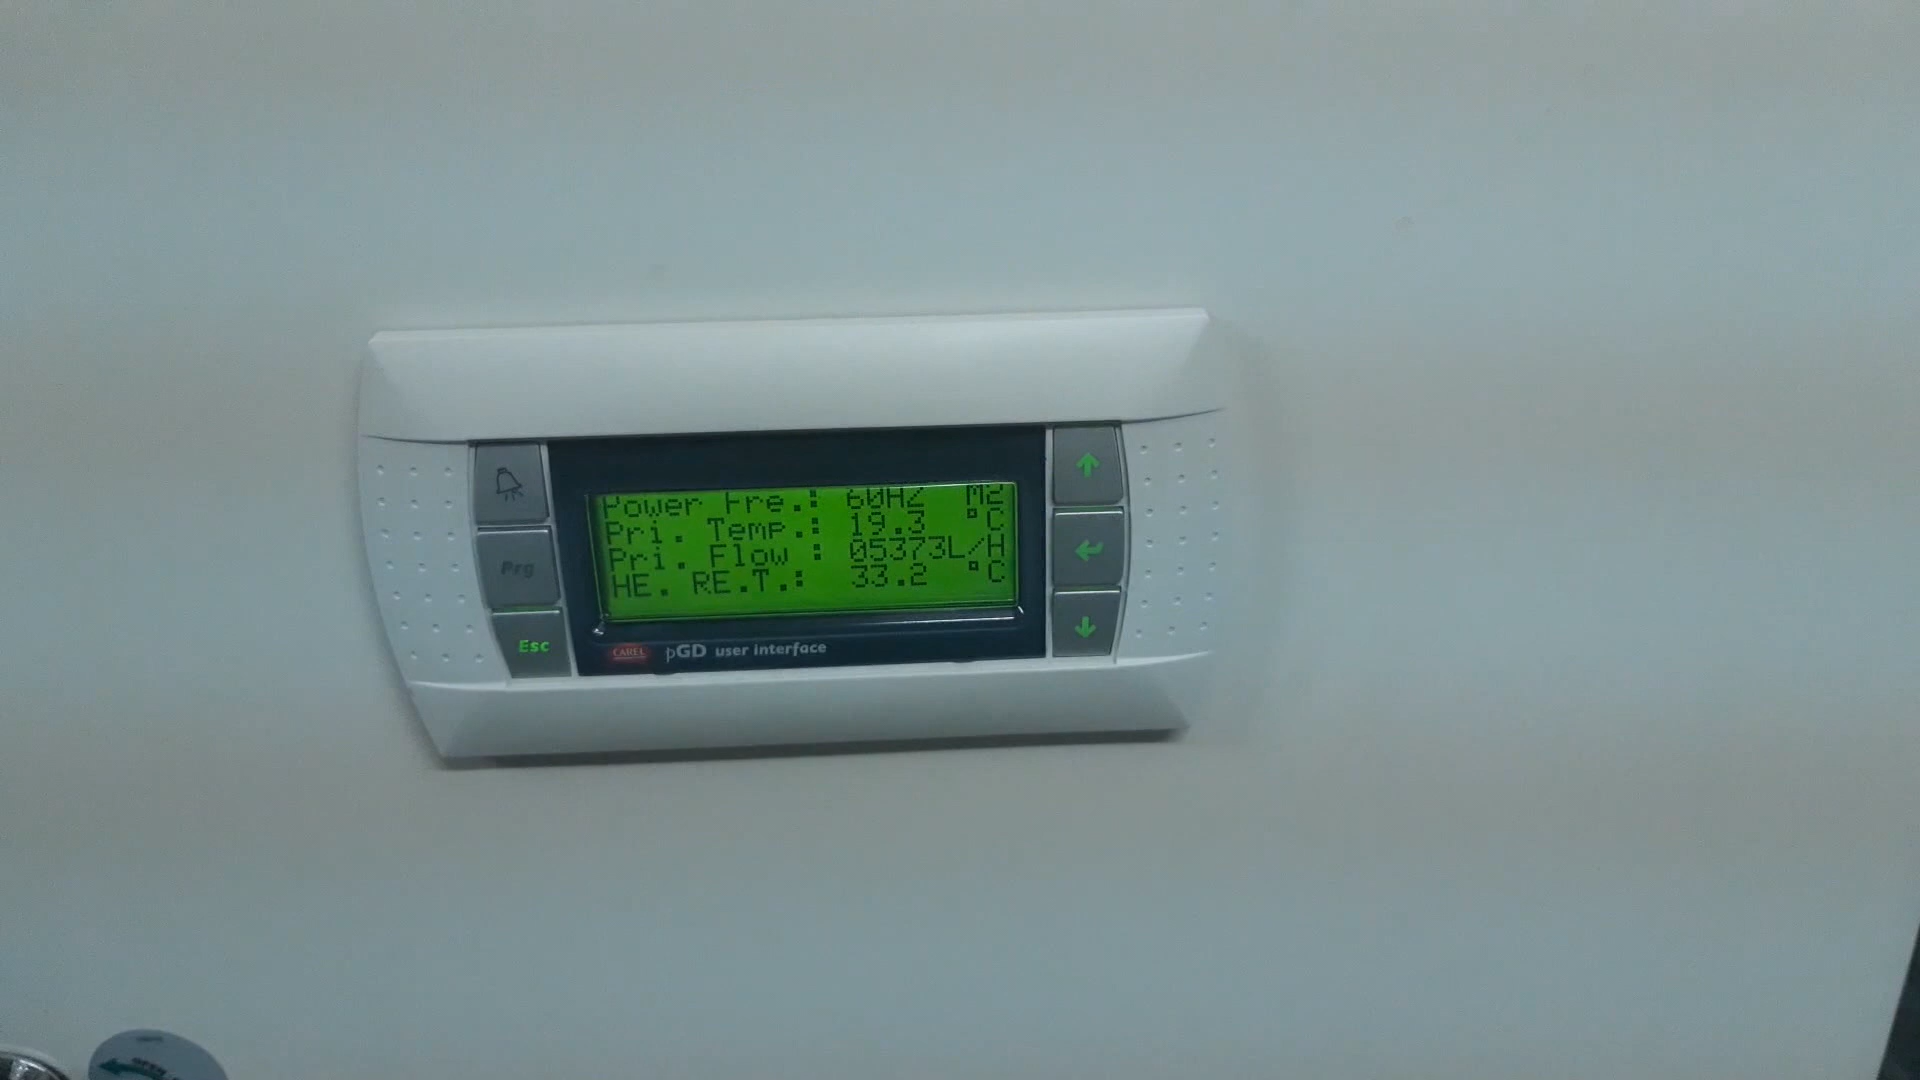 Power Fre.: 60HZ M2
Pri. Temp.: 19.3 °C
Pri. Flow : 05373L/H
HE. RE.T.: 33.2 °C
Prg
Esc
CAREL pGD user interface
OPEN